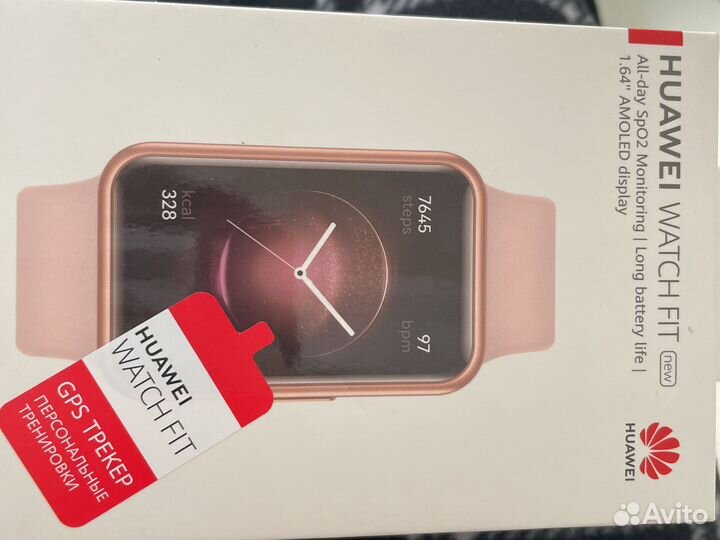 HUAWEI WATCH FIT new
All-day SpO2 Monitoring | Long battery life |
1.64" AMOLED display
HUAWEI
7645
steps
97
bpm
kcal
328
HUAWEI
WATCH FIT
GPS ТРЕКЕР
ПЕРСОНАЛЬНЫЕ
ТРЕНИРОВКИ
Avito